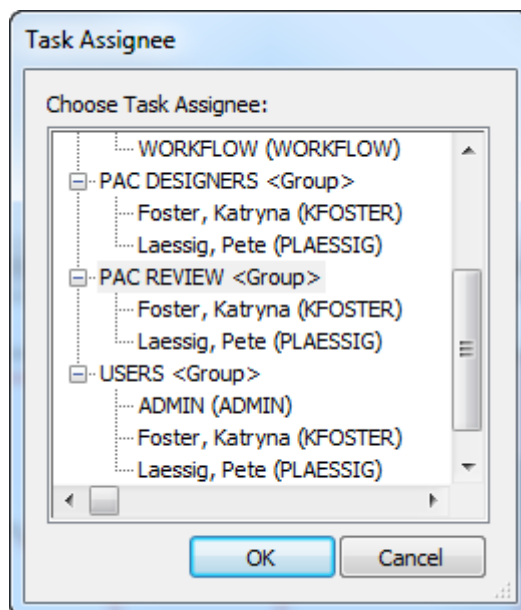 Task Assignee
Choose Task Assignee:
WORKFLOW (WORKFLOW)
PAC DESIGNERS <Group>
Foster, Katryna (KFOSTER)
Laessig, Pete (PLAESSIG)
PAC REVIEW <Group>
Foster, Katryna (KFOSTER)
Laessig, Pete (PLAESSIG)
USERS <Group>
ADMIN (ADMIN)
Foster, Katryna (KFOSTER)
Laessig, Pete (PLAESSIG)
OK Cancel